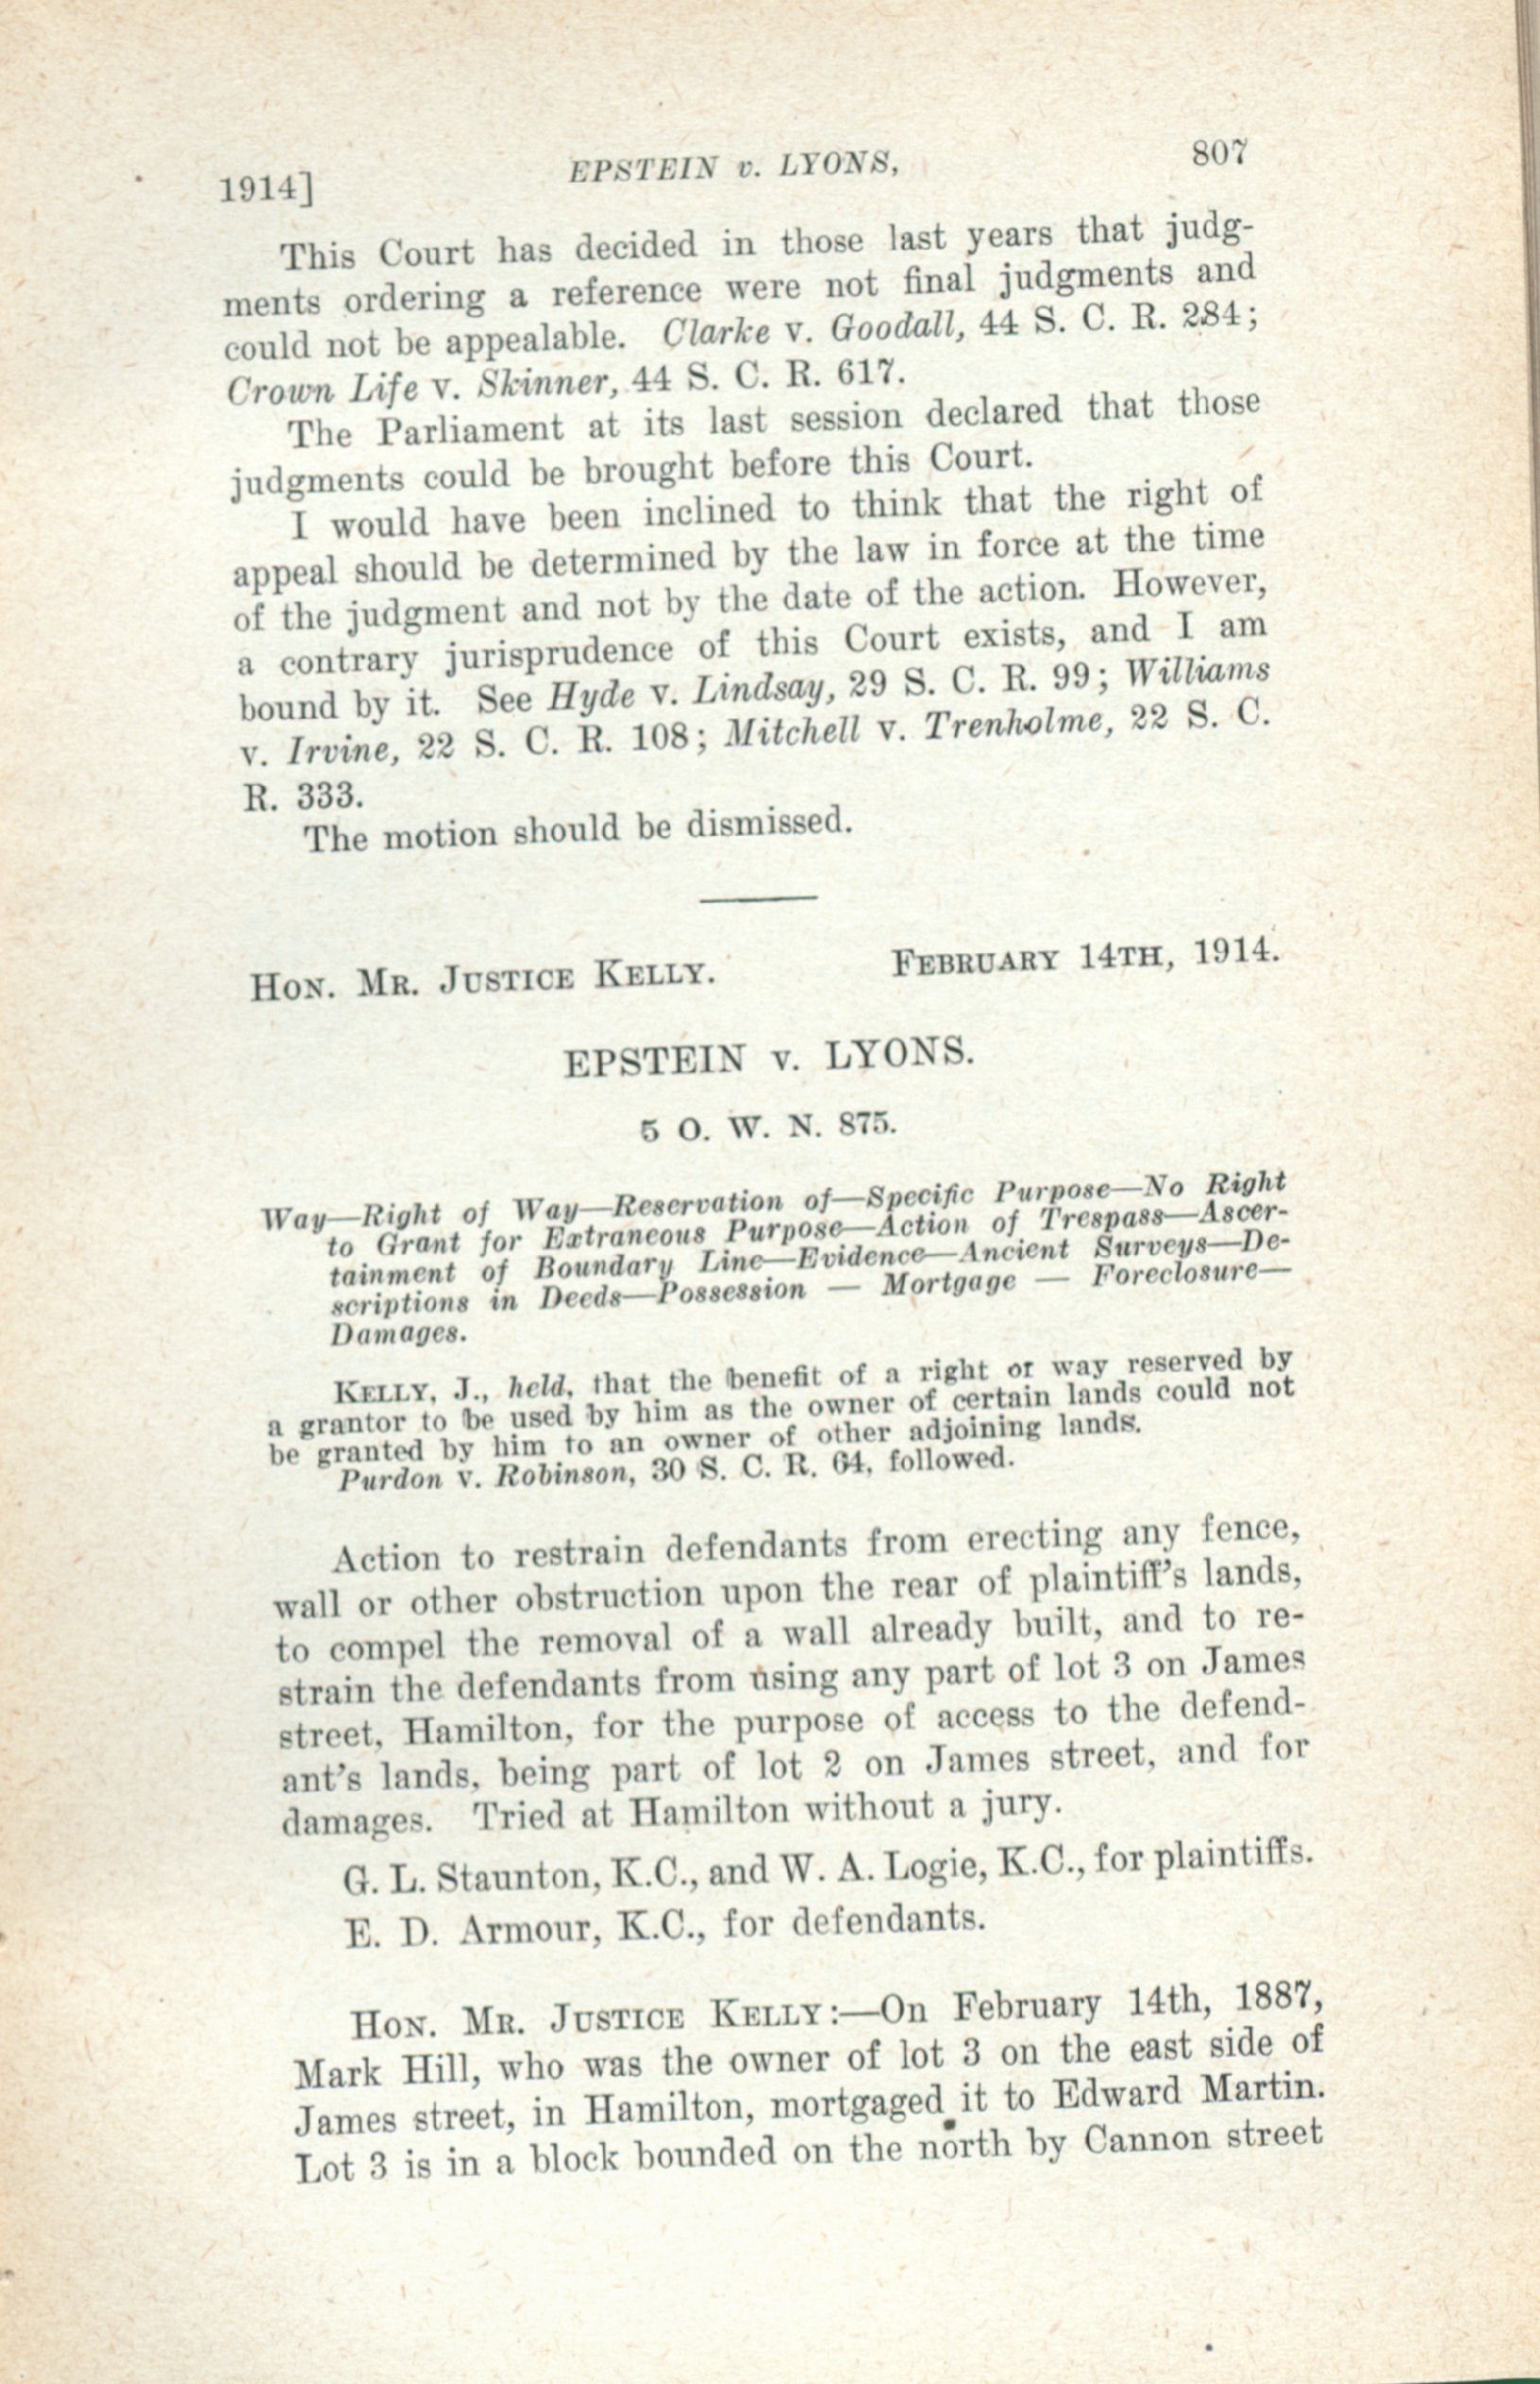 1914] EPSTEIN v. LYONS, 807
This Court has decided in those last years that judg-
ments ordering a reference were not final judgments and
could not be appealable. Clarke v. Goodall, 44 S. C. R. 284;
Crown Life v. Skinner, 44 S. C. R. 617.
The Parliament at its last session declared that those
judgments could be brought before this Court.
I would have been inclined to think that the right of
appeal should be determined by the law in force at the time
of the judgment and not by the date of the action. However,
a contrary jurisprudence of this Court exists, and I am
bound by it. See Hyde v. Lindsay, 29 S. C. R. 99; Williams
v. Irvine, 22 S. C. R. 108; Mitchell v. Trenholme, 22 S. C.
R. 333.
The motion should be dismissed.
HON. MR. JUSTICE KELLY. FEBRUARY 14TH, 1914.
EPSTEIN v. LYONS.
5 O. W. N. 875.
Way—Right of Way—Reservation of—Specific Purpose—No Right
to Grant for Extraneous Purpose—Action of Trespass—Ascer-
tainment of Boundary Line—Evidence—Ancient Surveys—De-
scriptions in Deeds—Possession — Mortgage — Foreclosure—
Damages.
KELLY, J., held, that the benefit of a right of way reserved by
a grantor to be used by him as the owner of certain lands could not
be granted by him to an owner of other adjoining lands.
Purdon v. Robinson, 30 S. C. R. 64, followed.
Action to restrain defendants from erecting any fence,
wall or other obstruction upon the rear of plaintiff's lands,
to compel the removal of a wall already built, and to re-
strain the defendants from using any part of lot 3 on James
street, Hamilton, for the purpose of access to the defend-
ant's lands, being part of lot 2 on James street, and for
damages. Tried at Hamilton without a jury.
G. L. Staunton, K.C., and W. A. Logie, K.C., for plaintiffs.
E. D. Armour, K.C., for defendants.
HON. MR. JUSTICE KELLY:—On February 14th, 1887,
Mark Hill, who was the owner of lot 3 on the east side of
James street, in Hamilton, mortgaged it to Edward Martin.
Lot 3 is in a block bounded on the north by Cannon street